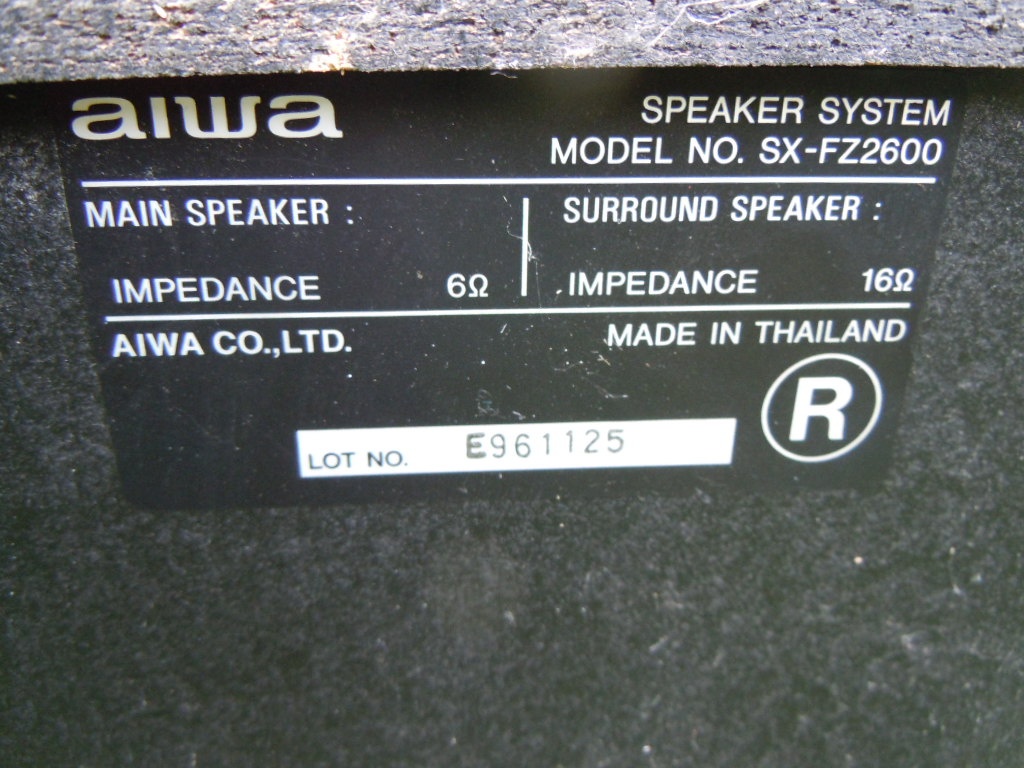 aiwa
SPEAKER SYSTEM
MODEL NO. SX-FZ2600
MAIN SPEAKER :
IMPEDANCE 6Ω
SURROUND SPEAKER :
IMPEDANCE 16Ω
AIWA CO.,LTD.
MADE IN THAILAND
R
LOT NO. E961125